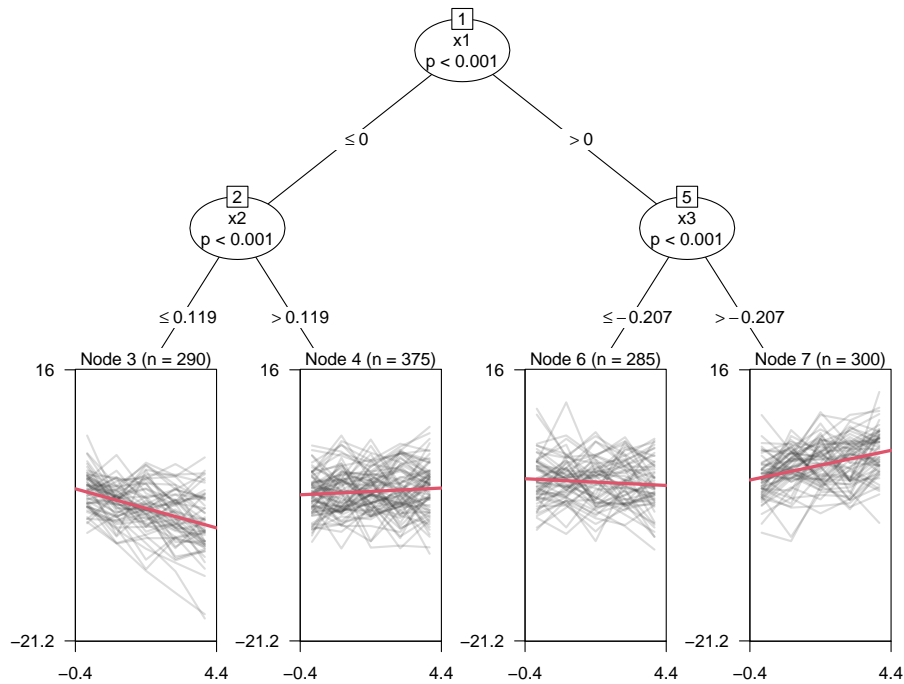 1
x1
p < 0.001
≤ 0
> 0
2
x2
p < 0.001
5
x3
p < 0.001
≤ 0.119
> 0.119
≤ −0.207
> −0.207
Node 3 (n = 290)
Node 4 (n = 375)
Node 6 (n = 285)
Node 7 (n = 300)
16
16
16
16
−21.2
−21.2
−21.2
−21.2
−0.4
4.4
−0.4
4.4
−0.4
4.4
−0.4
4.4